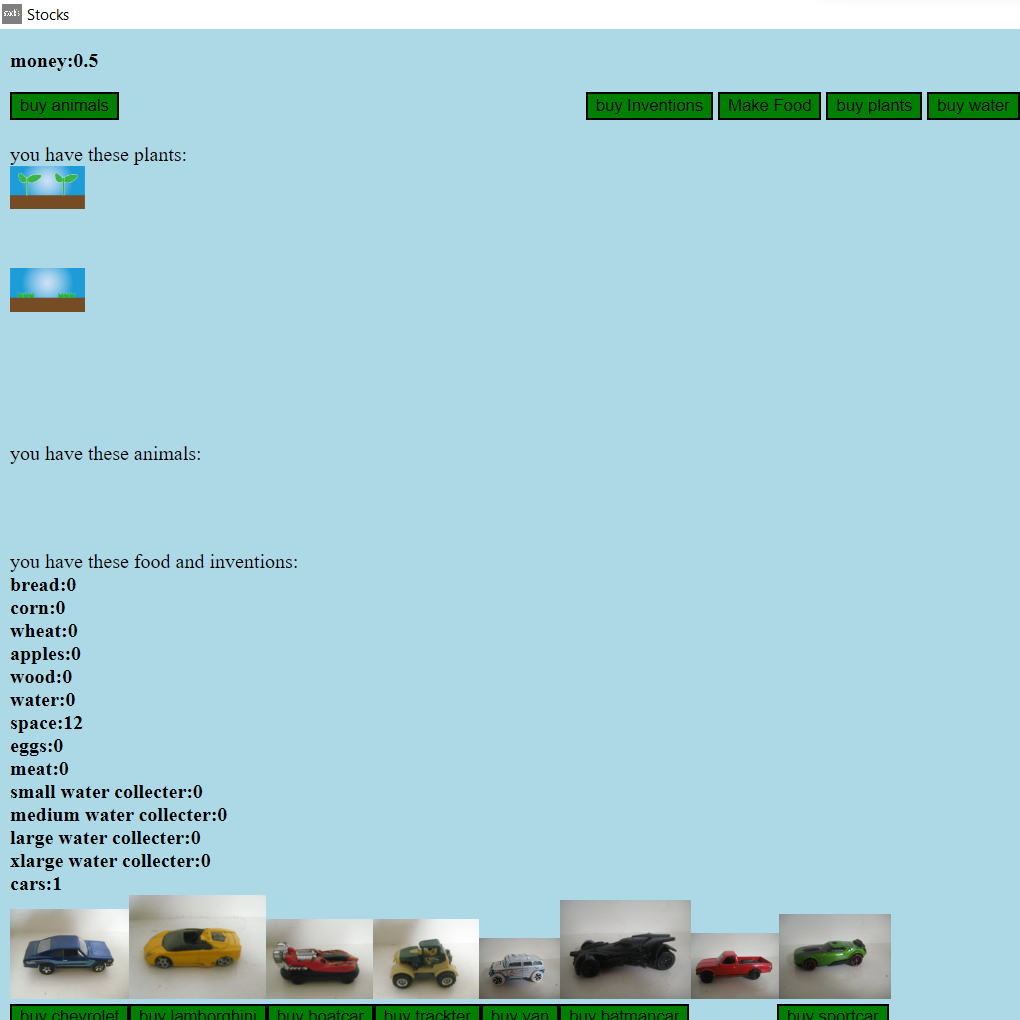 Stocks
money:0.5
buy animals buy Inventions Make Food buy plants buy water
you have these plants:
you have these animals:
you have these food and inventions:
bread:0
corn:0
wheat:0
apples:0
wood:0
water:0
space:12
eggs:0
meat:0
small water collecter:0
medium water collecter:0
large water collecter:0
xlarge water collecter:0
cars:1
buy chevrolet buy lamborghini buy boatcar buy trackter buy van buy batmancar buy sportcar